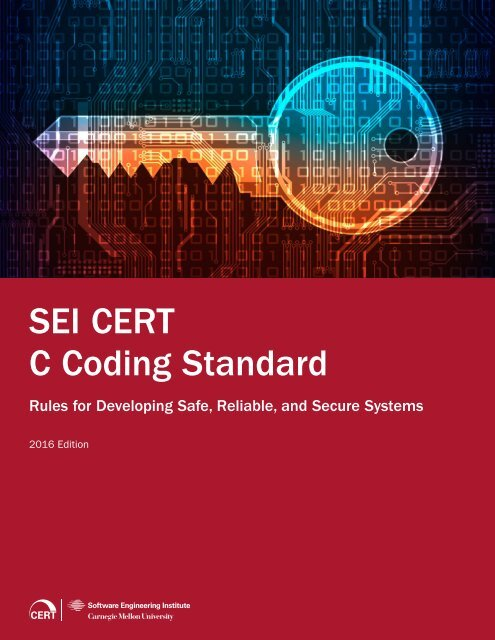 SEI CERT
C Coding Standard
Rules for Developing Safe, Reliable, and Secure Systems
2016 Edition
CERT
Software Engineering Institute
Carnegie Mellon University